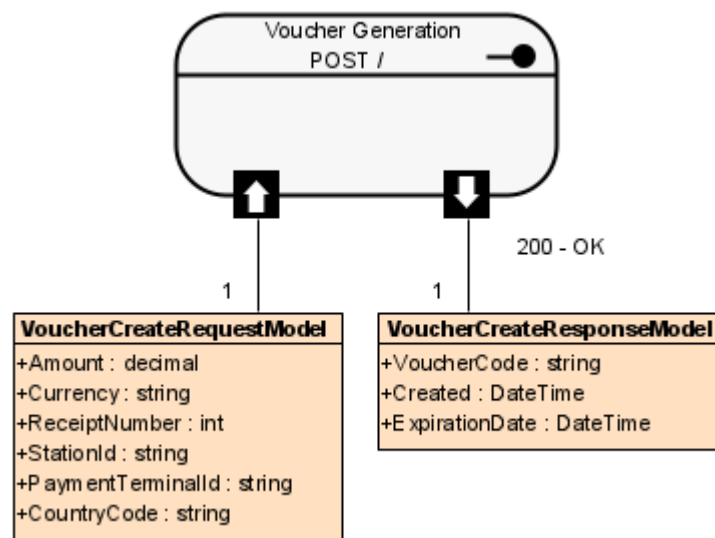 Voucher Generation
POST /
200 - OK
1
1
VoucherCreateRequestModel
+Amount : decimal
+Currency : string
+ReceiptNumber : int
+StationId : string
+PaymentTerminalId : string
+CountryCode : string
VoucherCreateResponseModel
+VoucherCode : string
+Created : DateTime
+ExpirationDate : DateTime